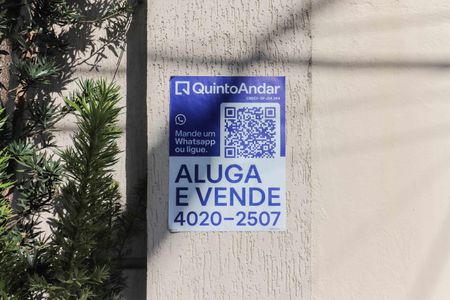 QuintoAndar
Mande um
Whatsapp
ou ligue.
ALUGA
E VENDE
4020-2507